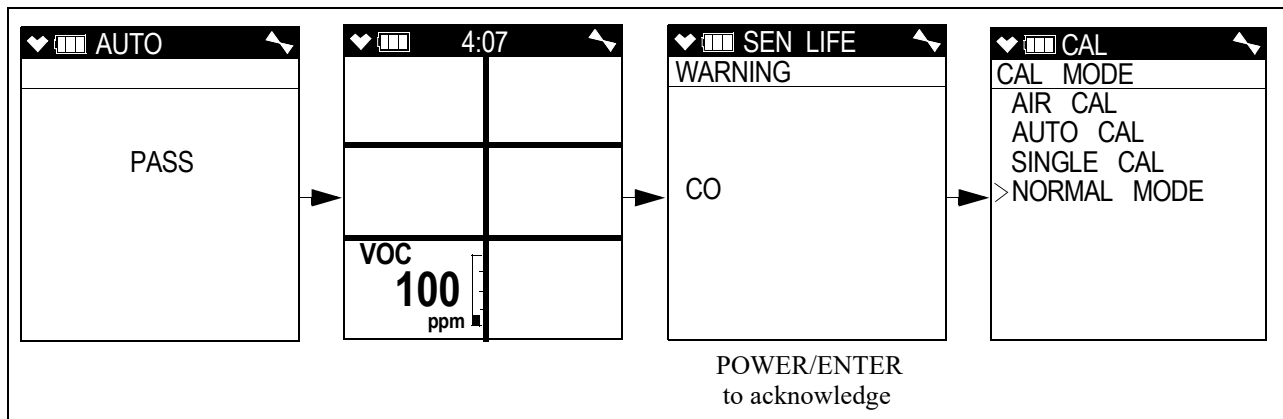 AUTO
PASS
4:07
VOC
100
ppm
SEN LIFE
WARNING
CO
POWER/ENTER
to acknowledge
CAL
CAL MODE
AIR CAL
AUTO CAL
SINGLE CAL
>NORMAL MODE